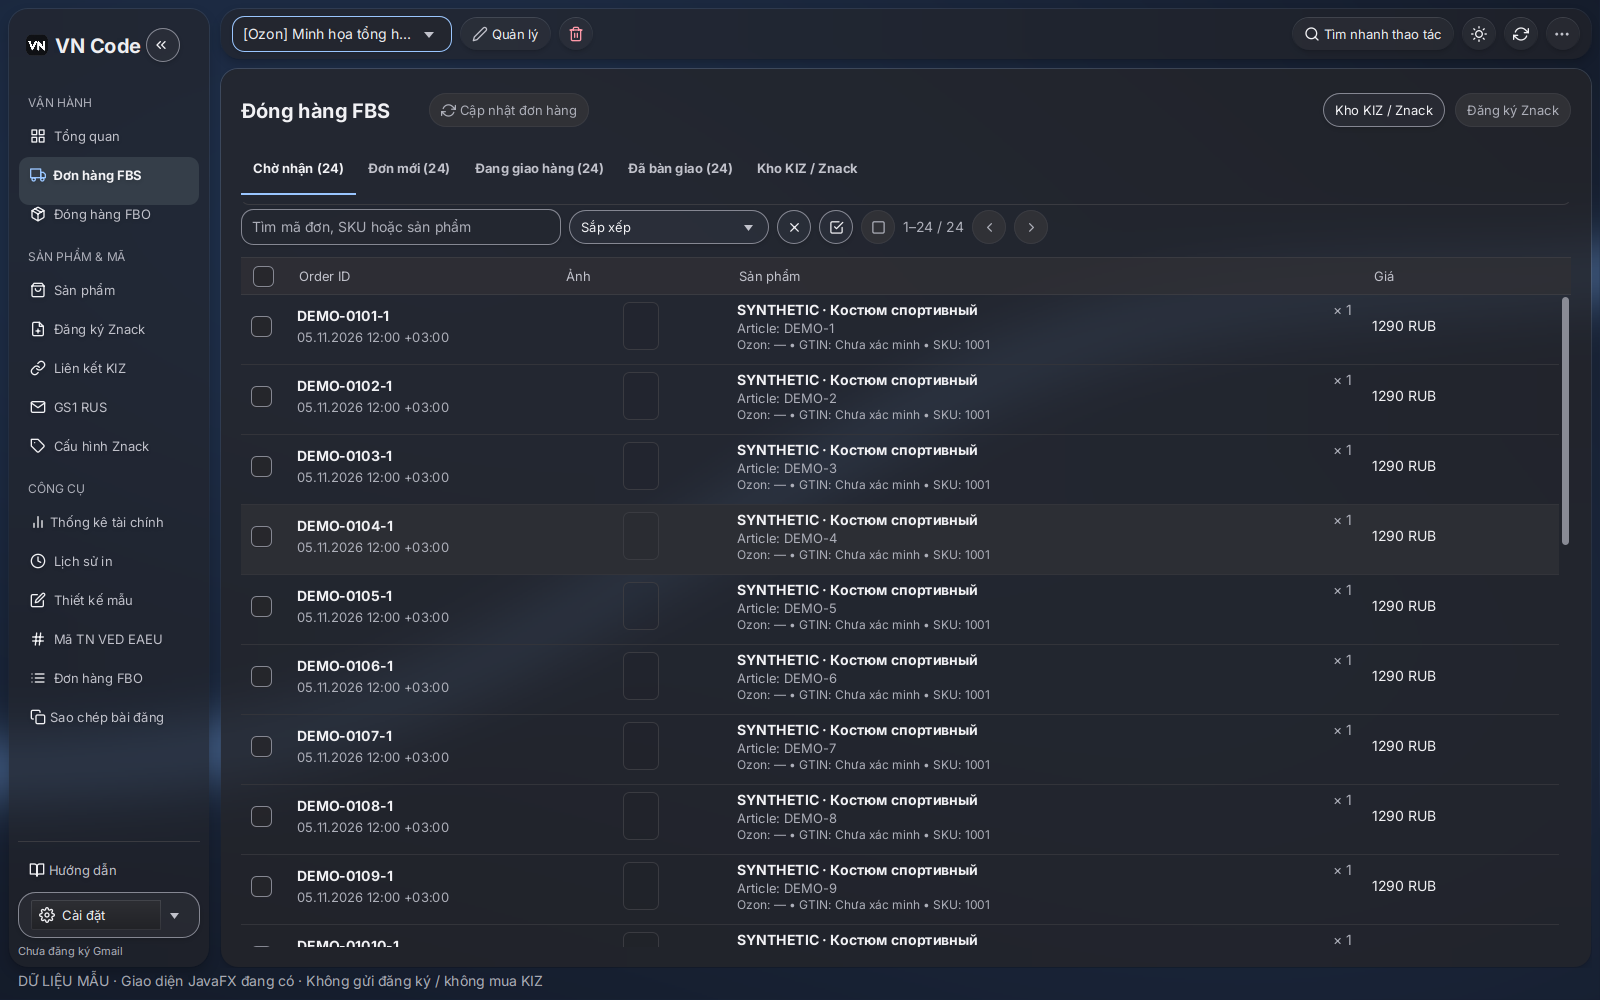 VN Code
VẬN HÀNH
Tổng quan
Đơn hàng FBS
Đóng hàng FBO
SẢN PHẨM & MÃ
Sản phẩm
Đăng ký Znack
Liên kết KIZ
GS1 RUS
Cấu hình Znack
CÔNG CỤ
Thống kê tài chính
Lịch sử in
Thiết kế mẫu
Mã TN VED EAEU
Đơn hàng FBO
Sao chép bài đăng
Hướng dẫn
Cài đặt
Chưa đăng ký Gmail
[Ozon] Minh họa tổng h...
Quản lý
Tìm nhanh thao tác
Đóng hàng FBS
Cập nhật đơn hàng
Kho KIZ / Znack
Đăng ký Znack
Chờ nhận (24)
Đơn mới (24)
Đang giao hàng (24)
Đã bàn giao (24)
Kho KIZ / Znack
Tìm mã đơn, SKU hoặc sản phẩm
Sắp xếp
1–24 / 24
Order ID
Ảnh
Sản phẩm
Giá
DEMO-0101-1
05.11.2026 12:00 +03:00
SYNTHETIC · Костюм спортивный
Article: DEMO-1
Ozon: — • GTIN: Chưa xác minh • SKU: 1001
× 1
1290 RUB
DEMO-0102-1
05.11.2026 12:00 +03:00
SYNTHETIC · Костюм спортивный
Article: DEMO-2
Ozon: — • GTIN: Chưa xác minh • SKU: 1001
× 1
1290 RUB
DEMO-0103-1
05.11.2026 12:00 +03:00
SYNTHETIC · Костюм спортивный
Article: DEMO-3
Ozon: — • GTIN: Chưa xác minh • SKU: 1001
× 1
1290 RUB
DEMO-0104-1
05.11.2026 12:00 +03:00
SYNTHETIC · Костюм спортивный
Article: DEMO-4
Ozon: — • GTIN: Chưa xác minh • SKU: 1001
× 1
1290 RUB
DEMO-0105-1
05.11.2026 12:00 +03:00
SYNTHETIC · Костюм спортивный
Article: DEMO-5
Ozon: — • GTIN: Chưa xác minh • SKU: 1001
× 1
1290 RUB
DEMO-0106-1
05.11.2026 12:00 +03:00
SYNTHETIC · Костюм спортивный
Article: DEMO-6
Ozon: — • GTIN: Chưa xác minh • SKU: 1001
× 1
1290 RUB
DEMO-0107-1
05.11.2026 12:00 +03:00
SYNTHETIC · Костюм спортивный
Article: DEMO-7
Ozon: — • GTIN: Chưa xác minh • SKU: 1001
× 1
1290 RUB
DEMO-0108-1
05.11.2026 12:00 +03:00
SYNTHETIC · Костюм спортивный
Article: DEMO-8
Ozon: — • GTIN: Chưa xác minh • SKU: 1001
× 1
1290 RUB
DEMO-0109-1
05.11.2026 12:00 +03:00
SYNTHETIC · Костюм спортивный
Article: DEMO-9
Ozon: — • GTIN: Chưa xác minh • SKU: 1001
× 1
1290 RUB
DEMO-01010-1
SYNTHETIC · Костюм спортивный
× 1
DỮ LIỆU MẪU · Giao diện JavaFX đang có · Không gửi đăng ký / không mua KIZ